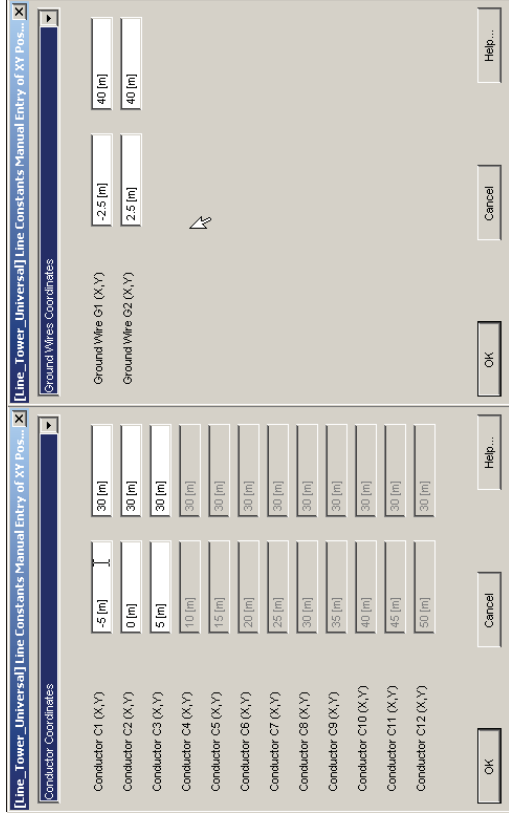 [Line_Tower_Universal] Line Constants Manual Entry of XY Pos...
Conductor Coordinates
Conductor C1 (X,Y) -5 [m] 30 [m]
Conductor C2 (X,Y) 0 [m] 30 [m]
Conductor C3 (X,Y) 5 [m] 30 [m]
Conductor C4 (X,Y) 10 [m] 30 [m]
Conductor C5 (X,Y) 15 [m] 30 [m]
Conductor C6 (X,Y) 20 [m] 30 [m]
Conductor C7 (X,Y) 25 [m] 30 [m]
Conductor C8 (X,Y) 30 [m] 30 [m]
Conductor C9 (X,Y) 35 [m] 30 [m]
Conductor C10 (X,Y) 40 [m] 30 [m]
Conductor C11 (X,Y) 45 [m] 30 [m]
Conductor C12 (X,Y) 50 [m] 30 [m]
OK Cancel Help...
[Line_Tower_Universal] Line Constants Manual Entry of XY Pos...
Ground Wires Coordinates
Ground Wire G1 (X,Y) -2.5 [m] 40 [m]
Ground Wire G2 (X,Y) 2.5 [m] 40 [m]
OK Cancel Help...